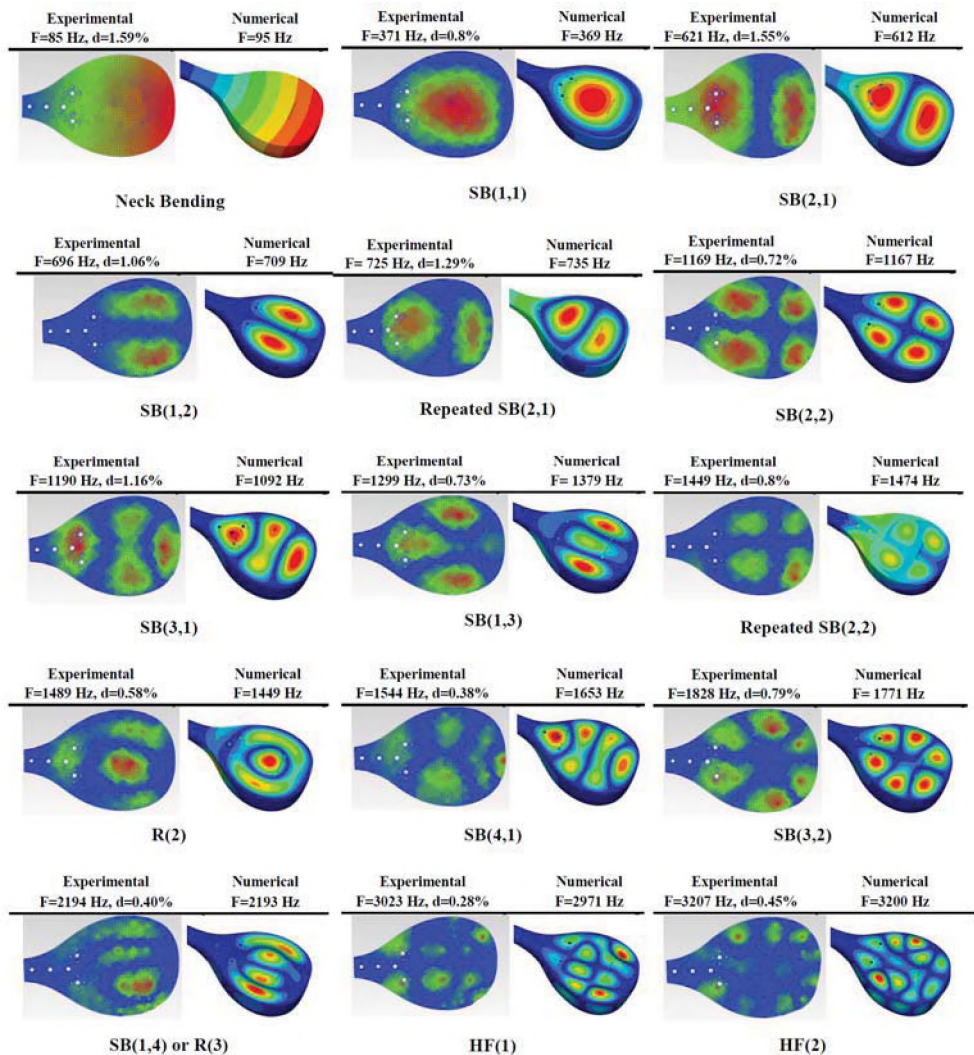 Experimental Numerical Experimental Numerical Experimental Numerical
F=85 Hz, d=1.59% F=95 Hz F=371 Hz, d=0.8% F=369 Hz F=621 Hz, d=1.55% F=612 Hz
Neck Bending SB(1,1) SB(2,1)
Experimental Numerical Experimental Numerical Experimental Numerical
F=696 Hz, d=1.06% F=709 Hz F= 725 Hz, d=1.29% F=735 Hz F=1169 Hz, d=0.72% F=1167 Hz
SB(1,2) Repeated SB(2,1) SB(2,2)
Experimental Numerical Experimental Numerical Experimental Numerical
F=1190 Hz, d=1.16% F=1092 Hz F=1299 Hz, d=0.73% F= 1379 Hz F=1449 Hz, d=0.8% F=1474 Hz
SB(3,1) SB(1,3) Repeated SB(2,2)
Experimental Numerical Experimental Numerical Experimental Numerical
F=1489 Hz, d=0.58% F=1449 Hz F=1544 Hz, d=0.38% F=1653 Hz F=1828 Hz, d=0.79% F= 1771 Hz
R(2) SB(4,1) SB(3,2)
Experimental Numerical Experimental Numerical Experimental Numerical
F=2194 Hz, d=0.40% F=2193 Hz F=3023 Hz, d=0.28% F=2971 Hz F=3207 Hz, d=0.45% F=3200 Hz
SB(1,4) or R(3) HF(1) HF(2)